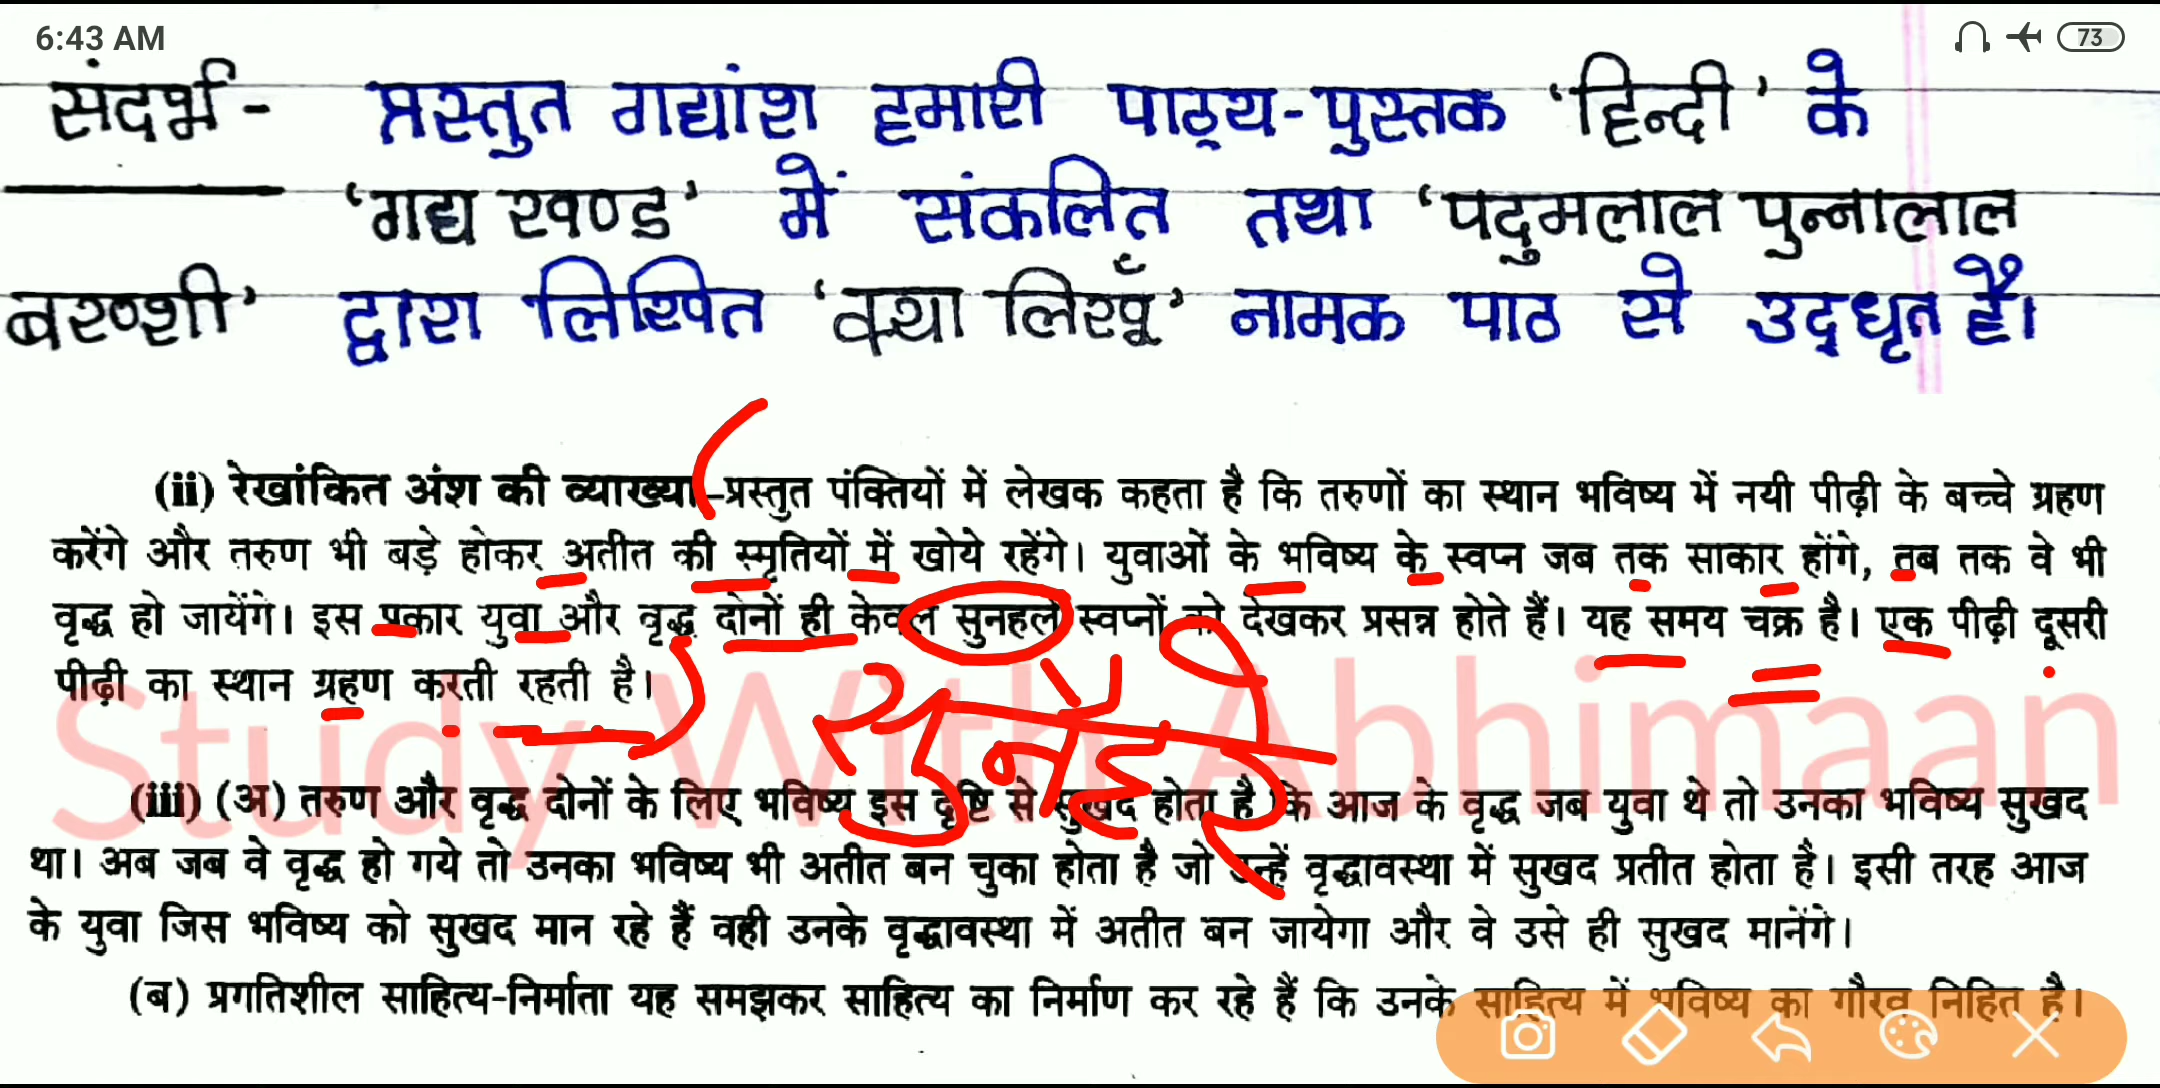 6:43 AM
73
संदर्भ- प्रस्तुत गद्यांश हमारी पाठ्य-पुस्तक 'हिन्दी' के
'गद्य खण्ड' में संकलित तथा 'पदुमलाल पुन्नालाल
बख्शी' द्वारा लिखित 'क्या लिखूँ' नामक पाठ से उद्धृत है।
(ii) रेखांकित अंश की व्याख्या-प्रस्तुत पंक्तियों में लेखक कहता है कि तरुणों का स्थान भविष्य में नयी पीढ़ी के बच्चे ग्रहण
करेंगे और तरुण भी बड़े होकर अतीत की स्मृतियों में खोये रहेंगे। युवाओं के भविष्य के स्वप्न जब तक साकार होंगे, तब तक वे भी
वृद्ध हो जायेंगे। इस प्रकार युवा और वृद्ध दोनों ही केवल सुनहले स्वप्नों को देखकर प्रसन्न होते हैं। यह समय चक्र है। एक पीढ़ी दूसरी
पीढ़ी का स्थान ग्रहण करती रहती है।
सुनहरे
Study With Abhimaan
(iii) (अ) तरुण और वृद्ध दोनों के लिए भविष्य इस दृष्टि से सुखद होता है कि आज के वृद्ध जब युवा थे तो उनका भविष्य सुखद
था। अब जब वे वृद्ध हो गये तो उनका भविष्य भी अतीत बन चुका होता है जो उन्हें वृद्धावस्था में सुखद प्रतीत होता है। इसी तरह आज
के युवा जिस भविष्य को सुखद मान रहे हैं वही उनके वृद्धावस्था में अतीत बन जायेगा और वे उसे ही सुखद मानेंगे।
(ब) प्रगतिशील साहित्य-निर्माता यह समझकर साहित्य का निर्माण कर रहे हैं कि उनके साहित्य में भविष्य का गौरव निहित है।